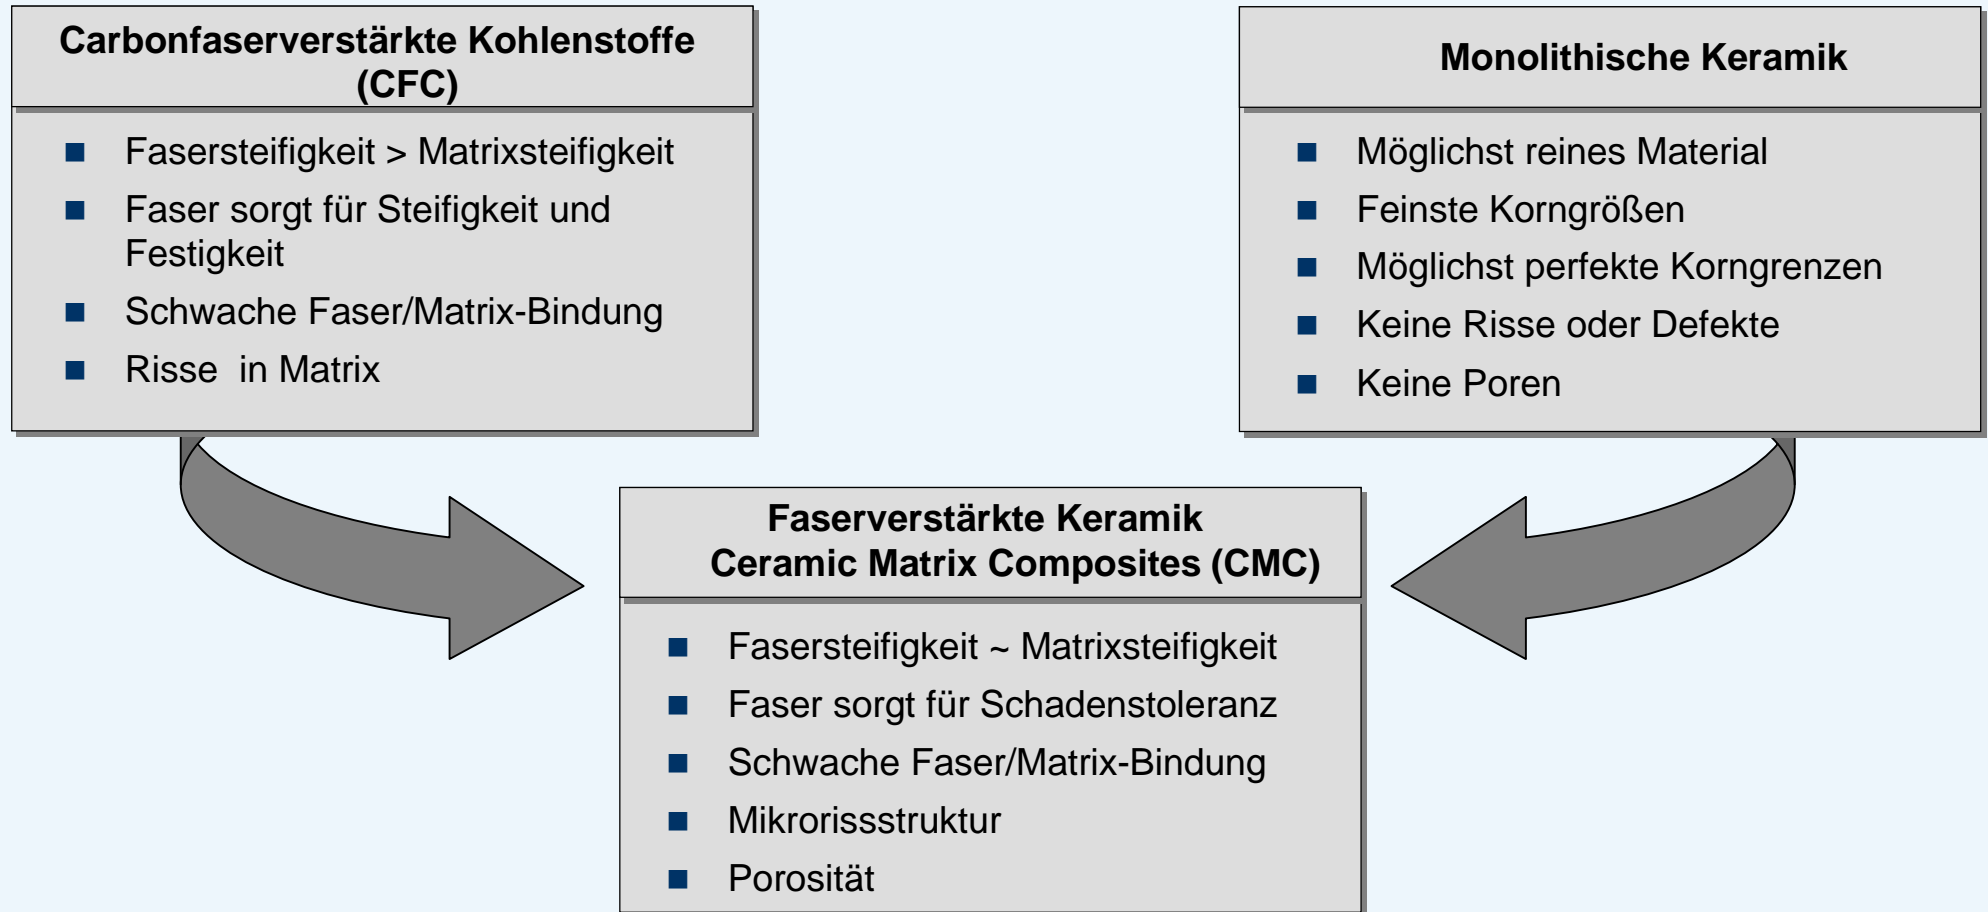 Carbonfaserverstärkte Kohlenstoffe
(CFC)
Fasersteifigkeit > Matrixsteifigkeit
Faser sorgt für Steifigkeit und
Festigkeit
Schwache Faser/Matrix-Bindung
Risse in Matrix
Monolithische Keramik
Möglichst reines Material
Feinste Korngrößen
Möglichst perfekte Korngrenzen
Keine Risse oder Defekte
Keine Poren
Faserverstärkte Keramik
Ceramic Matrix Composites (CMC)
Fasersteifigkeit ~ Matrixsteifigkeit
Faser sorgt für Schadenstoleranz
Schwache Faser/Matrix-Bindung
Mikrorissstruktur
Porosität